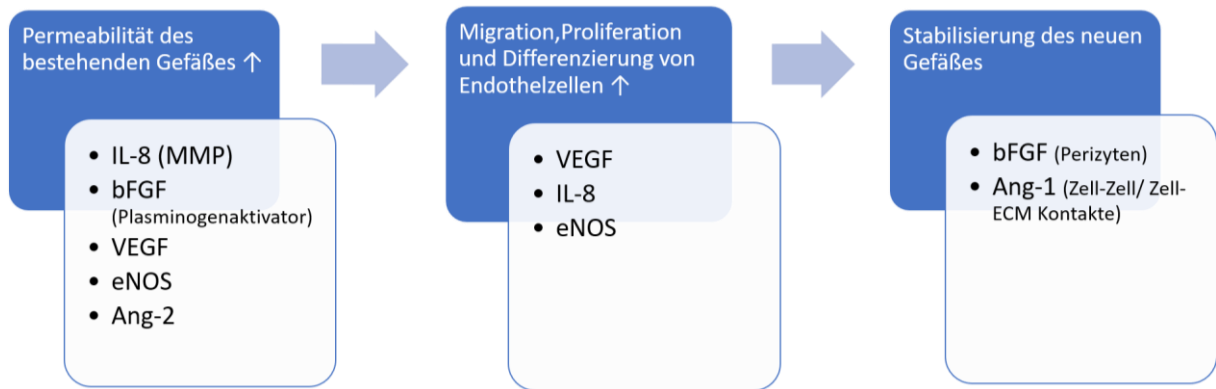 Permeabilität des
bestehenden Gefäßes ↑
• IL-8 (MMP)
• bFGF
(Plasminogenaktivator)
• VEGF
• eNOS
• Ang-2
Migration,Proliferation
und Differenzierung von
Endothelzellen ↑
• VEGF
• IL-8
• eNOS
Stabilisierung des neuen
Gefäßes
• bFGF (Perizyten)
• Ang-1 (Zell-Zell/ Zell-
ECM Kontakte)